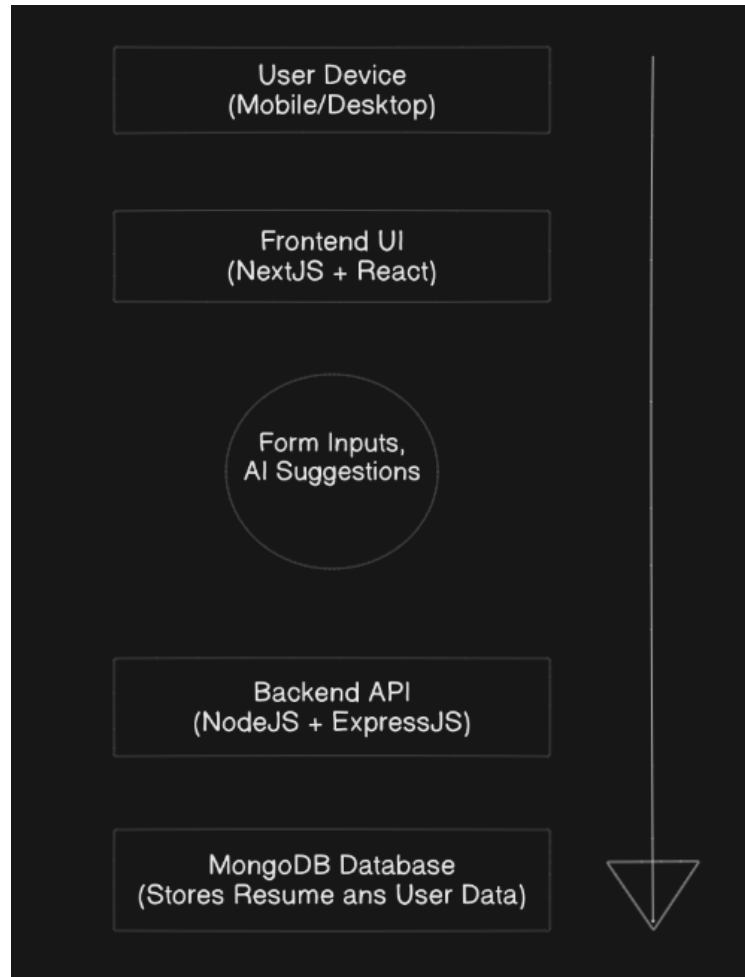 User Device
(Mobile/Desktop)
Frontend UI
(NextJS + React)
Form Inputs,
AI Suggestions
Backend API
(NodeJS + ExpressJS)
MongoDB Database
(Stores Resume ans User Data)